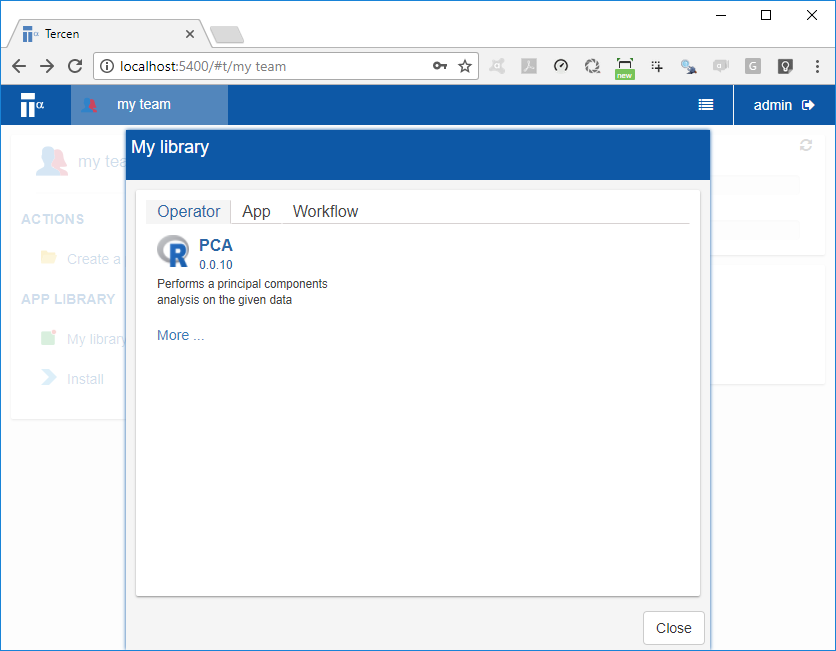 Tercen
localhost:5400/#t/my team
new
G
my team
admin
my tea
My library
ACTIONS
Create a
APP LIBRARY
My library
Install
Operator App Workflow
R
PCA
0.0.10
Performs a principal components
analysis on the given data
More ...
Close